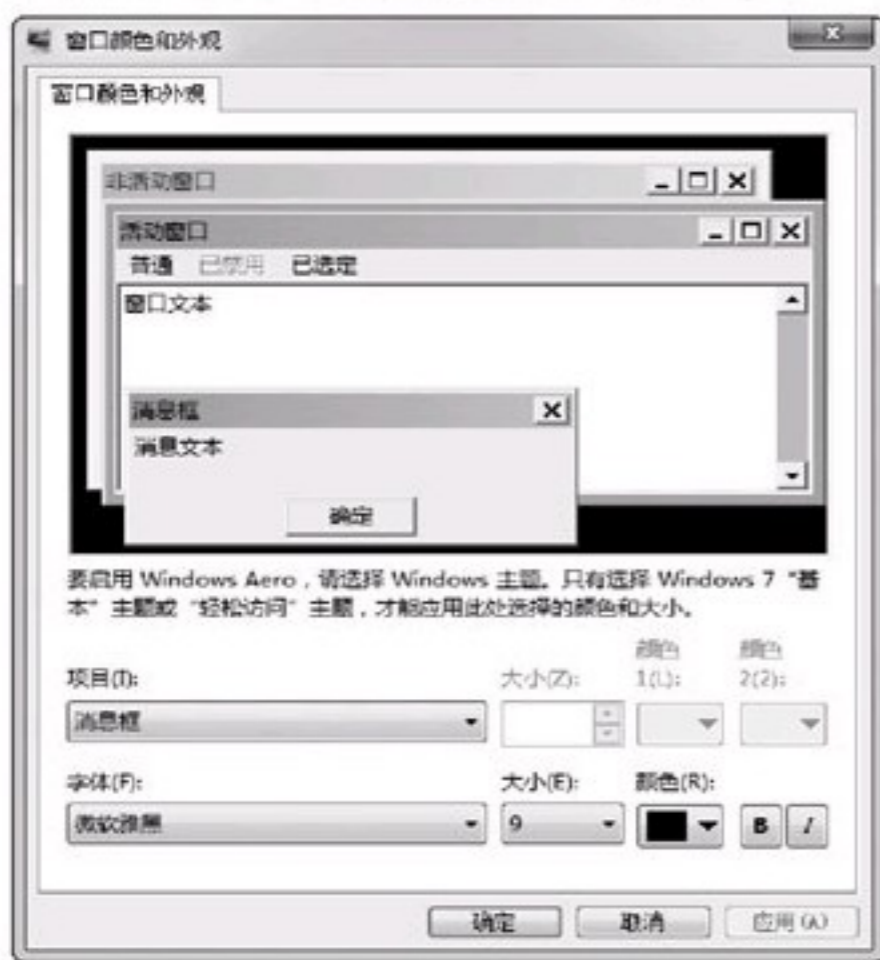 窗口颜色和外观
窗口颜色和外观
非活动窗口
活动窗口
普通 已禁用 已选定
窗口文本
消息框
消息文本
确定
要启用 Windows Aero，请选择 Windows 主题。只有选择 Windows 7 “基
本”主题或“轻松访问”主题，才能应用此处选择的颜色和大小。
颜色 颜色
项目(I): 大小(Z): 1(L): 2(2):
消息框
字体(F): 大小(E): 颜色(R):
微软雅黑 9 B I
确定 取消 应用(A)